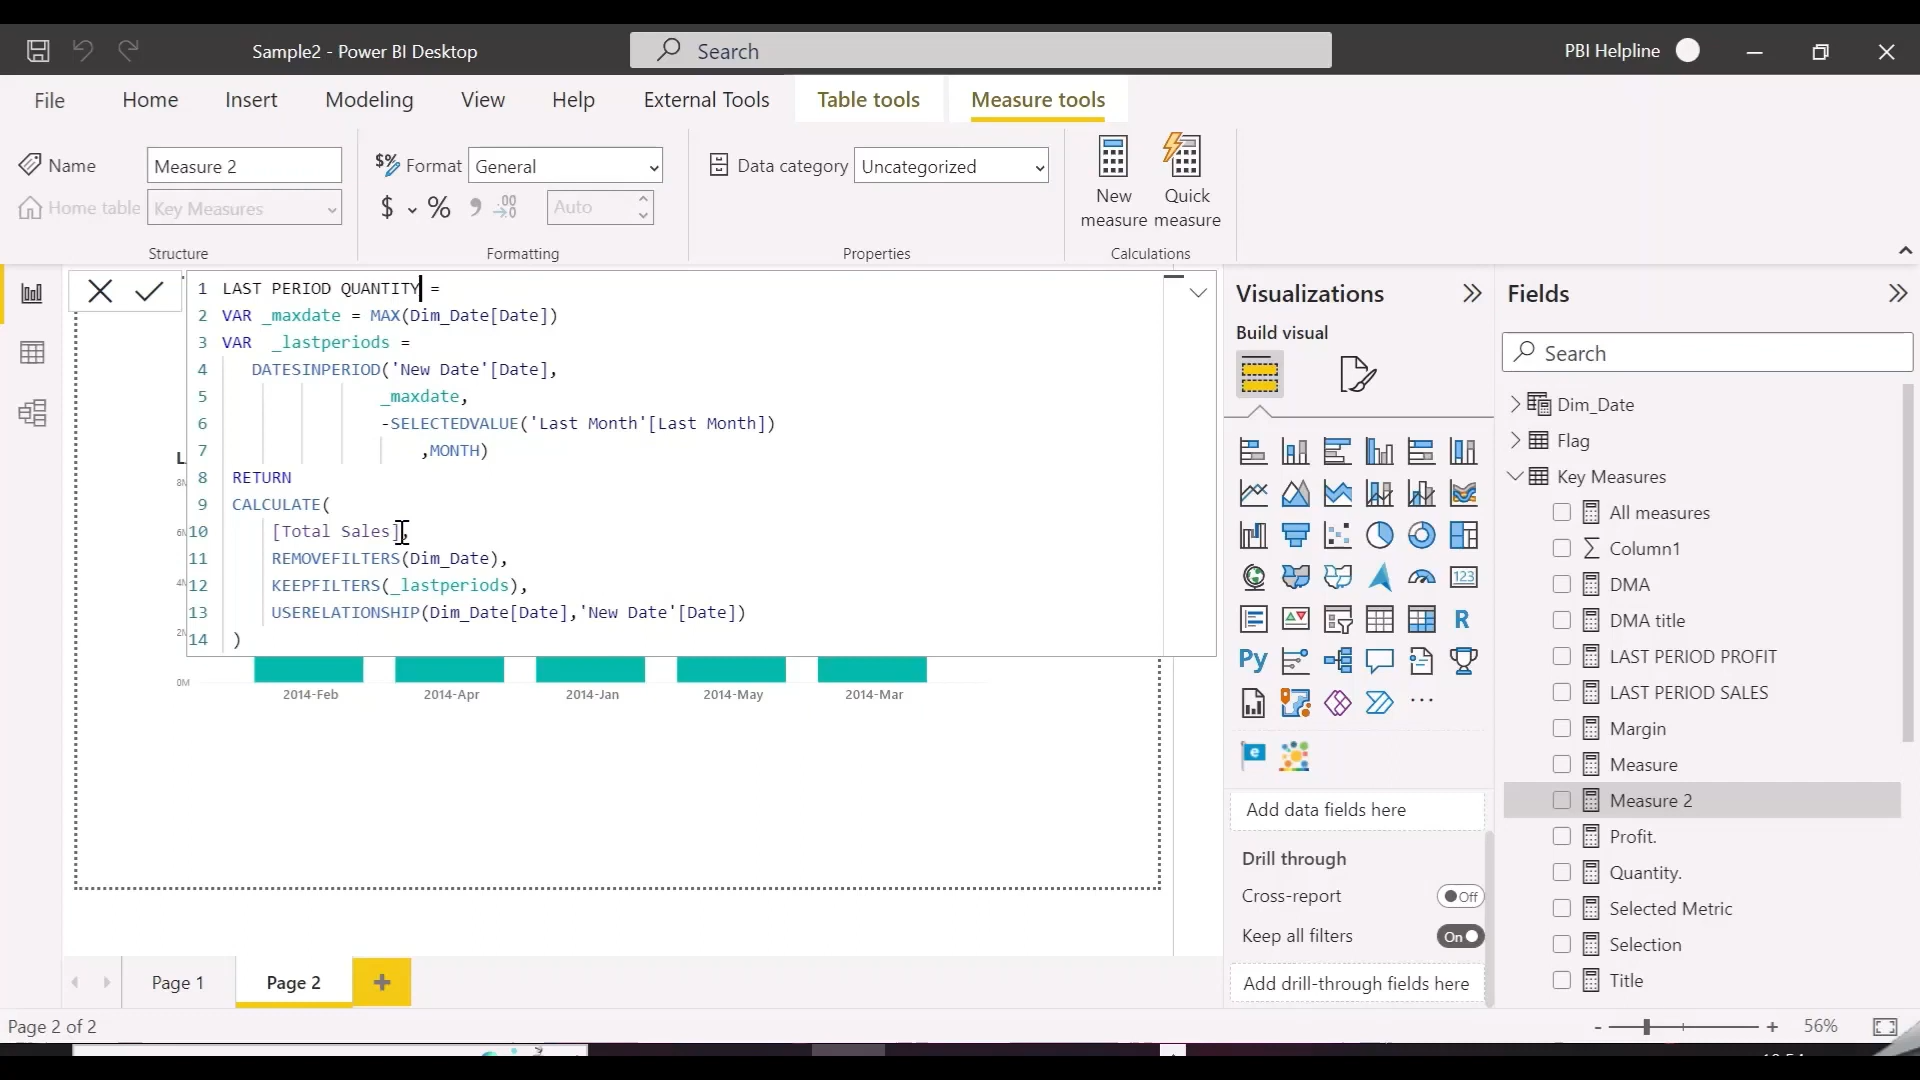 Sample2 - Power BI Desktop
Search
PBI Helpline
File
Home
Insert
Modeling
View
Help
External Tools
Table tools
Measure tools
Name
Measure 2
Format
General
Data category
Uncategorized
New measure
Quick measure
Home table
Key Measures
$
%
Auto
Structure
Formatting
Properties
Calculations
1 LAST PERIOD QUANTITY =
2 VAR _maxdate = MAX(Dim_Date[Date])
3 VAR _lastperiods =
4 DATESINPERIOD('New Date'[Date],
5 _maxdate,
6 -SELECTEDVALUE('Last Month'[Last Month])
7 ,MONTH)
8 RETURN
9 CALCULATE(
10 [Total Sales],
11 REMOVEFILTERS(Dim_Date),
12 KEEPFILTERS(_lastperiods),
13 USERELATIONSHIP(Dim_Date[Date],'New Date'[Date])
14 )
0M
2014-Feb
2014-Apr
2014-Jan
2014-May
2014-Mar
Visualizations
Build visual
123
R
Py
Add data fields here
Drill through
Cross-report
Off
Keep all filters
On
Add drill-through fields here
Fields
Search
Dim_Date
Flag
Key Measures
All measures
Column1
DMA
DMA title
LAST PERIOD PROFIT
LAST PERIOD SALES
Margin
Measure
Measure 2
Profit.
Quantity.
Selected Metric
Selection
Title
Page 1
Page 2
Page 2 of 2
56%